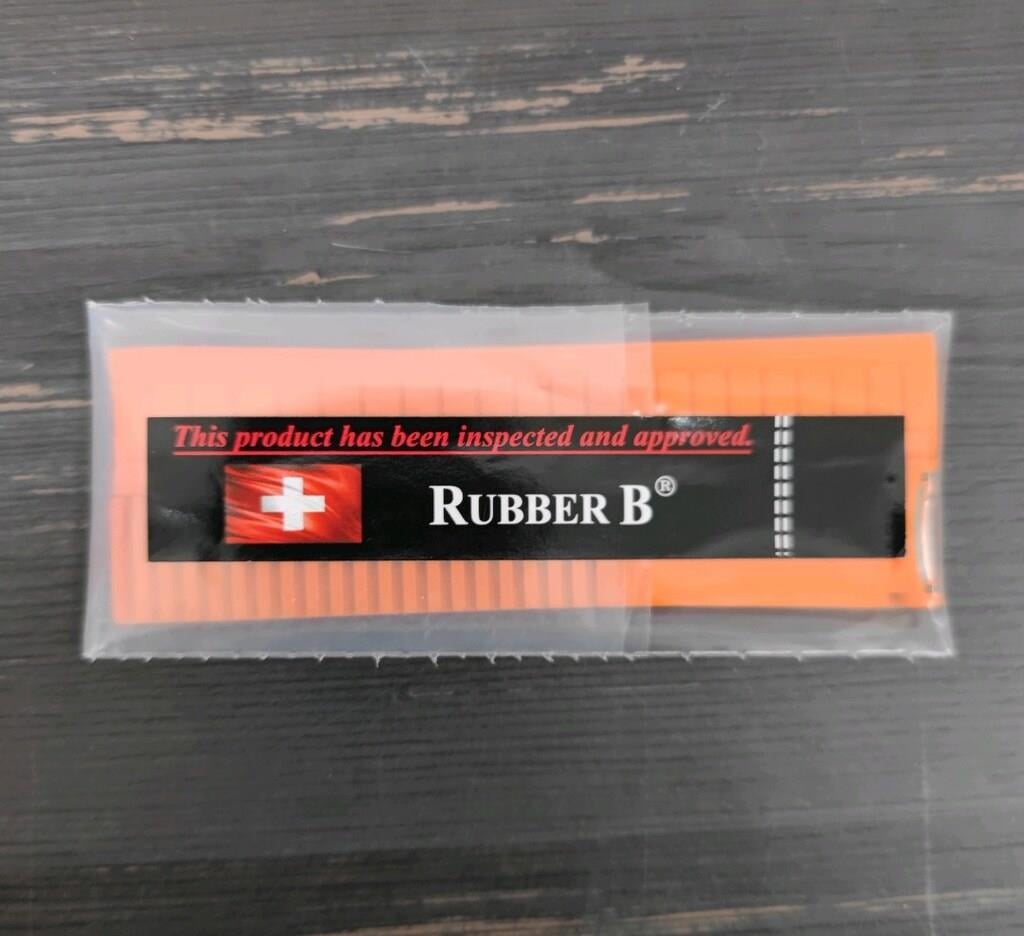 This product has been inspected and approved.
RUBBER B®